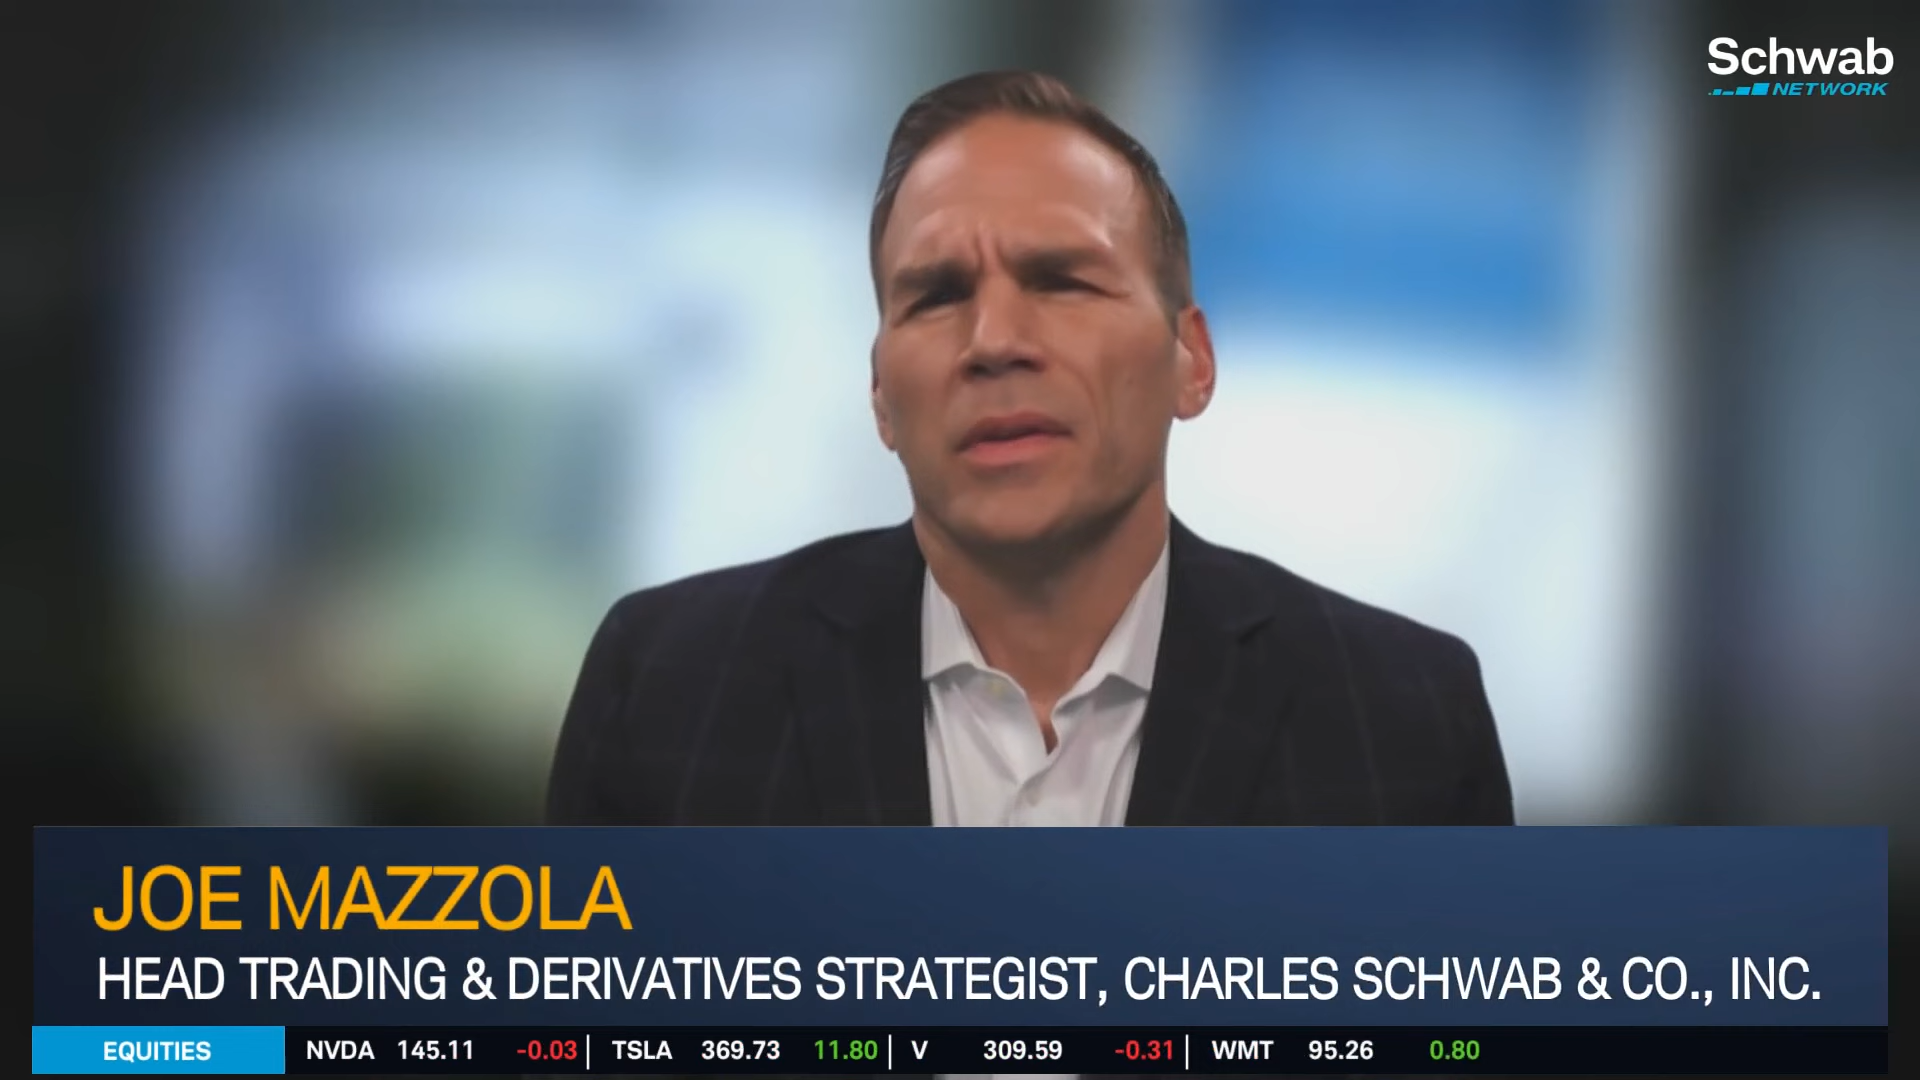 Schwab
NETWORK
JOE MAZZOLA
HEAD TRADING & DERIVATIVES STRATEGIST, CHARLES SCHWAB & CO., INC.
EQUITIES NVDA 145.11 -0.03 TSLA 369.73 11.80 V 309.59 -0.31 WMT 95.26 0.80